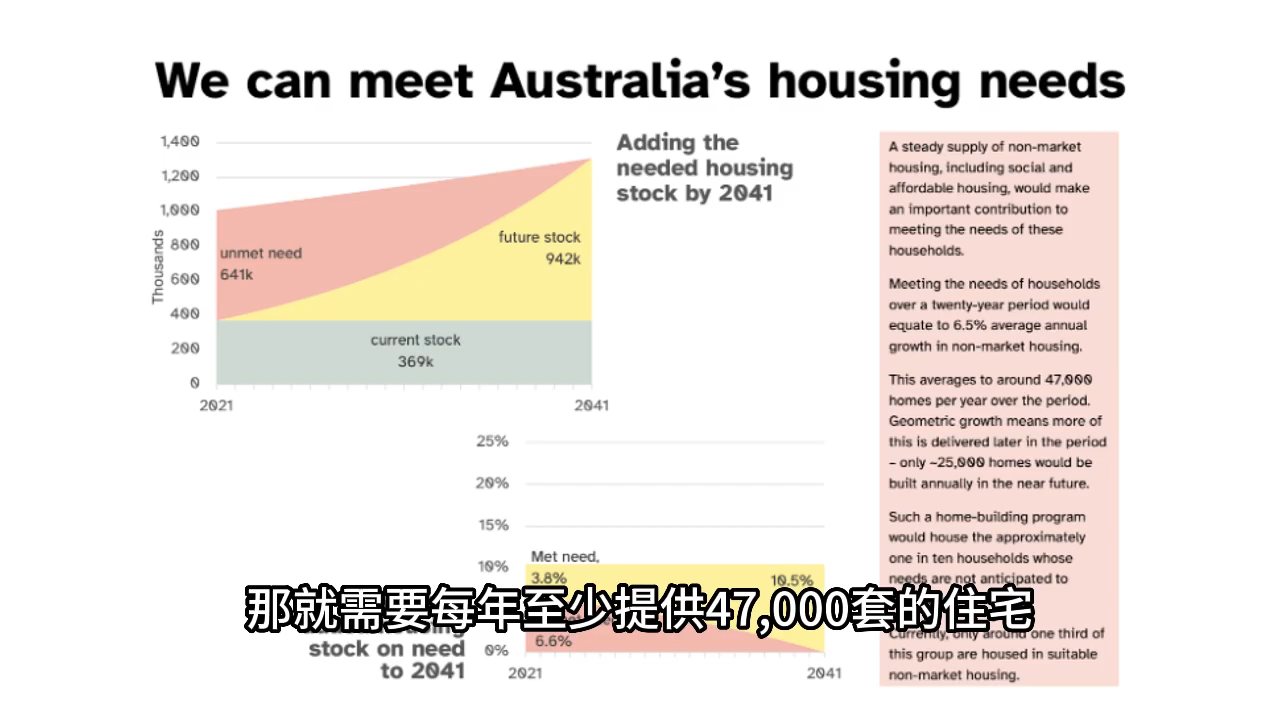 We can meet Australia's housing needs
1,400
1,200
1,000
800
600
400
200
0
Thousands
unmet need
641k
future stock
942k
current stock
369k
2021
2041
Adding the
needed housing
stock by 2041
25%
20%
15%
10%
0%
Met need,
3.8%
10.5%
6.6%
2021
2041
stock on need
to 2041
A steady supply of non-market
housing, including social and
affordable housing, would make
an important contribution to
meeting the needs of these
households.
Meeting the needs of households
over a twenty-year period would
equate to 6.5% average annual
growth in non-market housing.
This averages to around 47,000
homes per year over the period.
Geometric growth means more of
this is delivered later in the period
– only ~25,000 homes would be
built annually in the near future.
Such a home-building program
would house the approximately
one in ten households whose
needs are not anticipated to
Currently, only around one third of
this group are housed in suitable
non-market housing.
那就需要每年至少提供47,000套的住宅